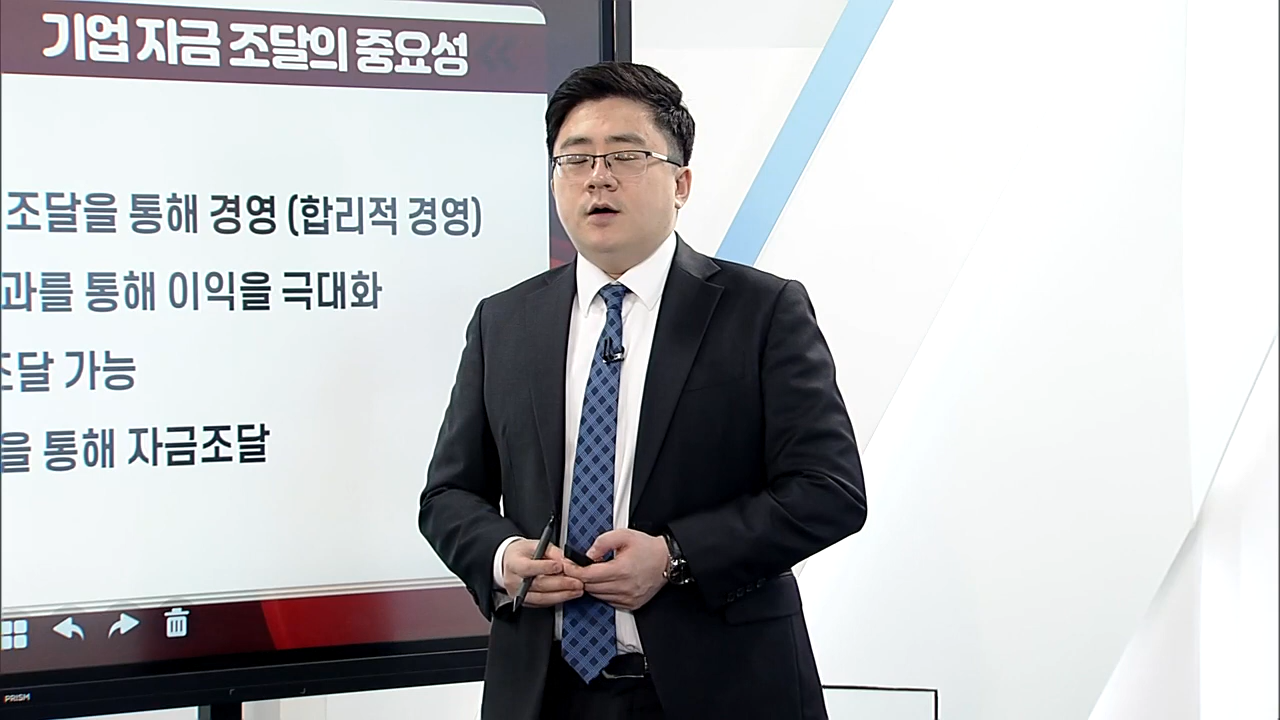 기업 자금 조달의 중요성
조달을 통해 경영 (합리적 경영)
과를 통해 이익을 극대화
조달 가능
을 통해 자금조달
PRISM